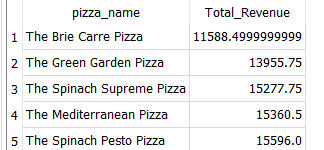 pizza_name Total_Revenue
1 The Brie Carre Pizza 11588.4999999999
2 The Green Garden Pizza 13955.75
3 The Spinach Supreme Pizza 15277.75
4 The Mediterranean Pizza 15360.5
5 The Spinach Pesto Pizza 15596.0